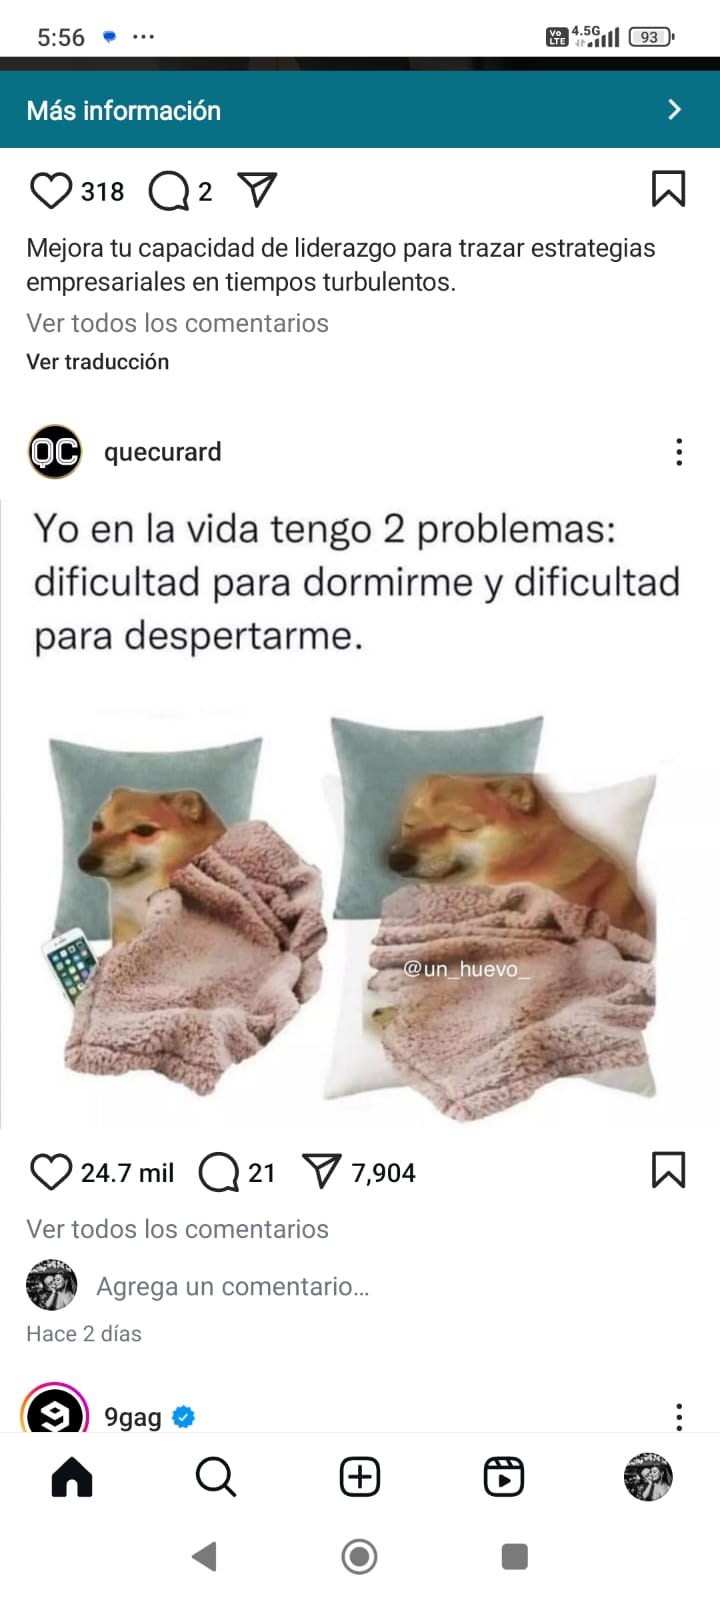 5:56
Vo LTE 4.5G 93
Más información
318 2
Mejora tu capacidad de liderazgo para trazar estrategias
empresariales en tiempos turbulentos.
Ver todos los comentarios
Ver traducción
QC quecurard
Yo en la vida tengo 2 problemas:
dificultad para dormirme y dificultad
para despertarme.
@un_huevo_
24.7 mil 21 7,904
Ver todos los comentarios
Agrega un comentario...
Hace 2 días
9gag